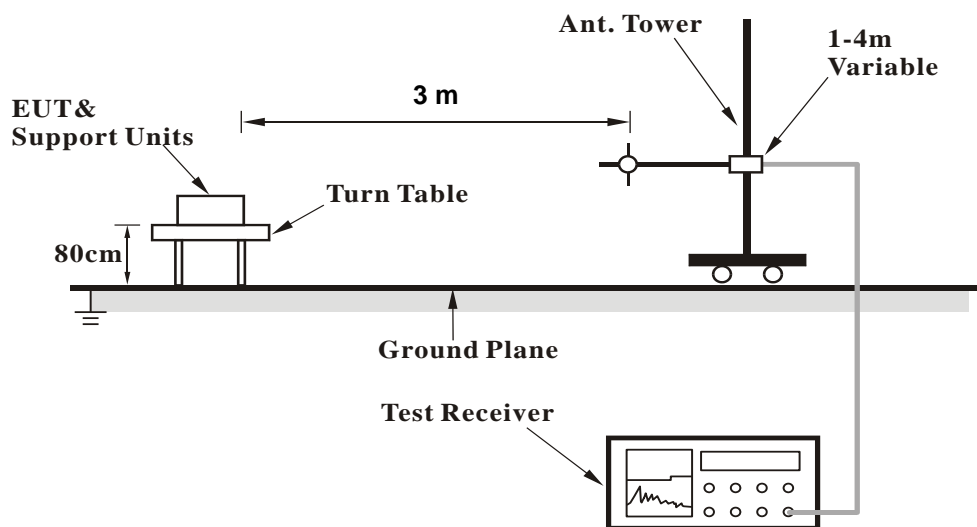 Ant. Tower
1-4m
Variable
3 m
EUT&
Support Units
Turn Table
80cm
Ground Plane
Test Receiver